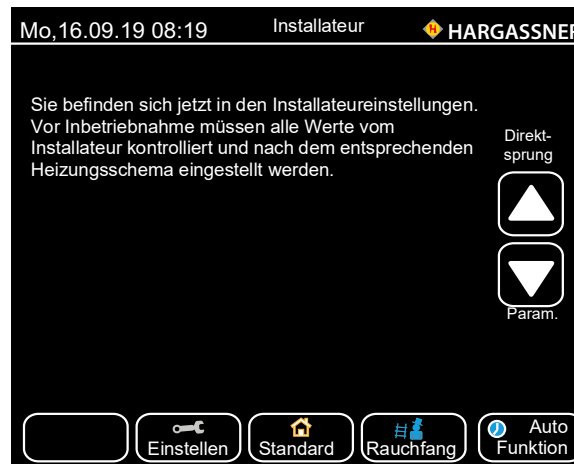 Mo,16.09.19 08:19 Installateur HARGASSNER
Sie befinden sich jetzt in den Installateureinstellungen.
Vor Inbetriebnahme müssen alle Werte vom
Installateur kontrolliert und nach dem entsprechenden
Heizungsschema eingestellt werden.
Direkt-
sprung
Param.
Einstellen
Standard
Rauchfang
Auto
Funktion